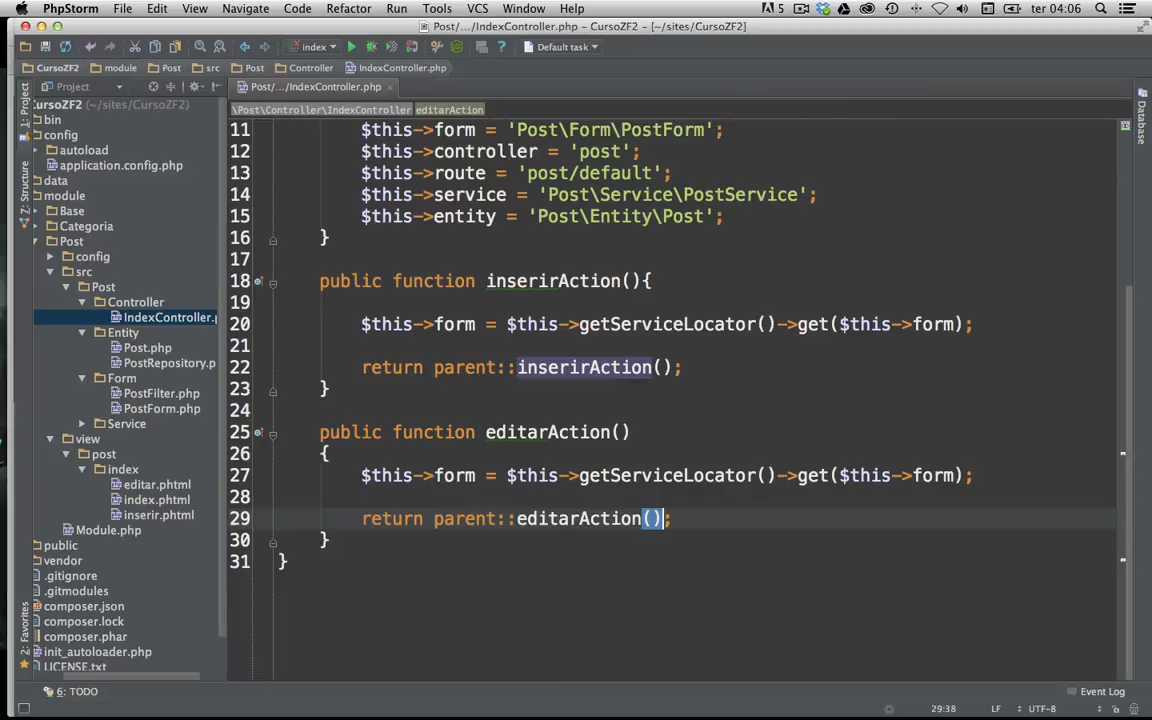 PhpStorm File Edit View Navigate Code Refactor Run Tools VCS Window Help 5 ter 04:06
Post/.../IndexController.php - CursoZF2 - [~/sites/CursoZF2]
index Default task
CursoZF2 module Post src Post Controller IndexController.php
Project Post/.../IndexController.php
\Post\Controller\IndexController editarAction
CursoZF2 (~/sites/CursoZF2)
bin
config
autoload
application.config.php
data
module
Base
Categoria
Post
config
src
Post
Controller
IndexController.p
Entity
Post.php
PostRepository.p
Form
PostFilter.php
PostForm.php
Service
view
post
index
editar.phtml
index.phtml
inserir.phtml
Module.php
public
vendor
.gitignore
.gitmodules
composer.json
composer.lock
composer.phar
init_autoloader.php
LICENSE.txt
1: Project
Z: Structure
2: Favorites
11 $this->form = 'Post\Form\PostForm';
12 $this->controller = 'post';
13 $this->route = 'post/default';
14 $this->service = 'Post\Service\PostService';
15 $this->entity = 'Post\Entity\Post';
16 }
17
18 public function inserirAction(){
19
20 $this->form = $this->getServiceLocator()->get($this->form);
21
22 return parent::inserirAction();
23 }
24
25 public function editarAction()
26 {
27 $this->form = $this->getServiceLocator()->get($this->form);
28
29 return parent::editarAction();
30 }
31 }
Database
6: TODO Event Log
29:38 LF UTF-8